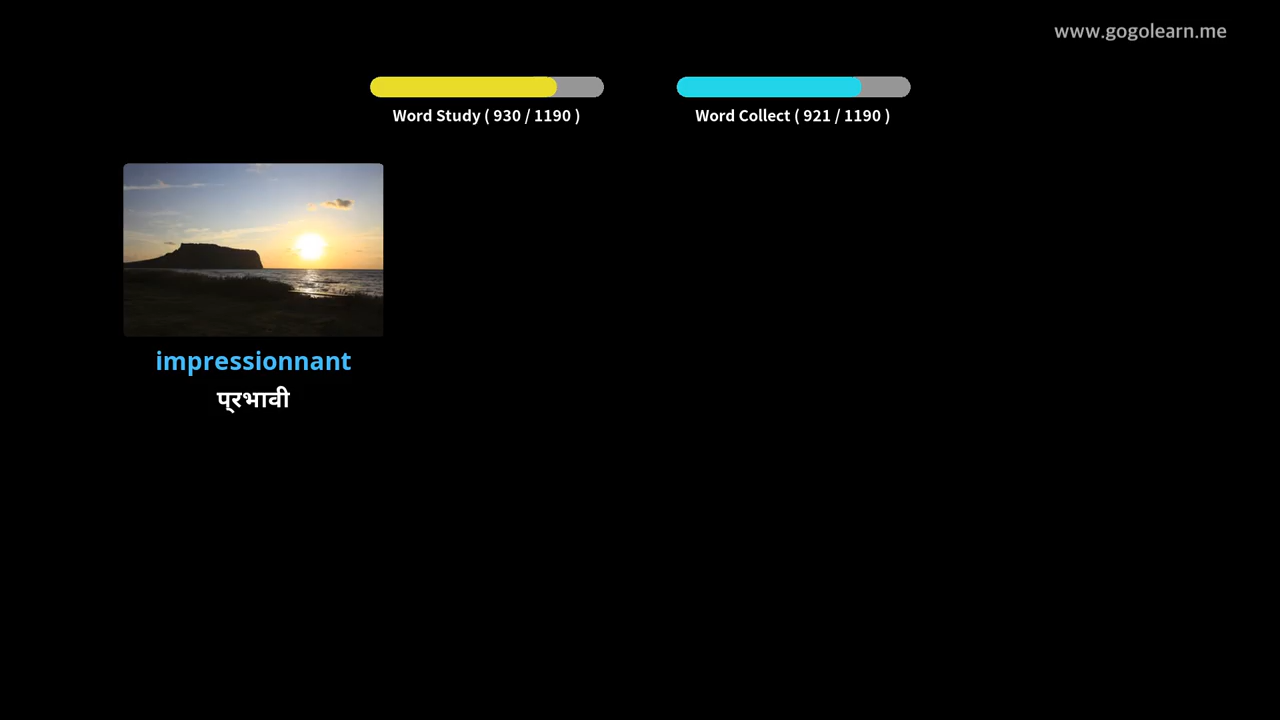 www.gogolearn.me
Word Study ( 930 / 1190 )
Word Collect ( 921 / 1190 )
impressionnant
प्रभावी